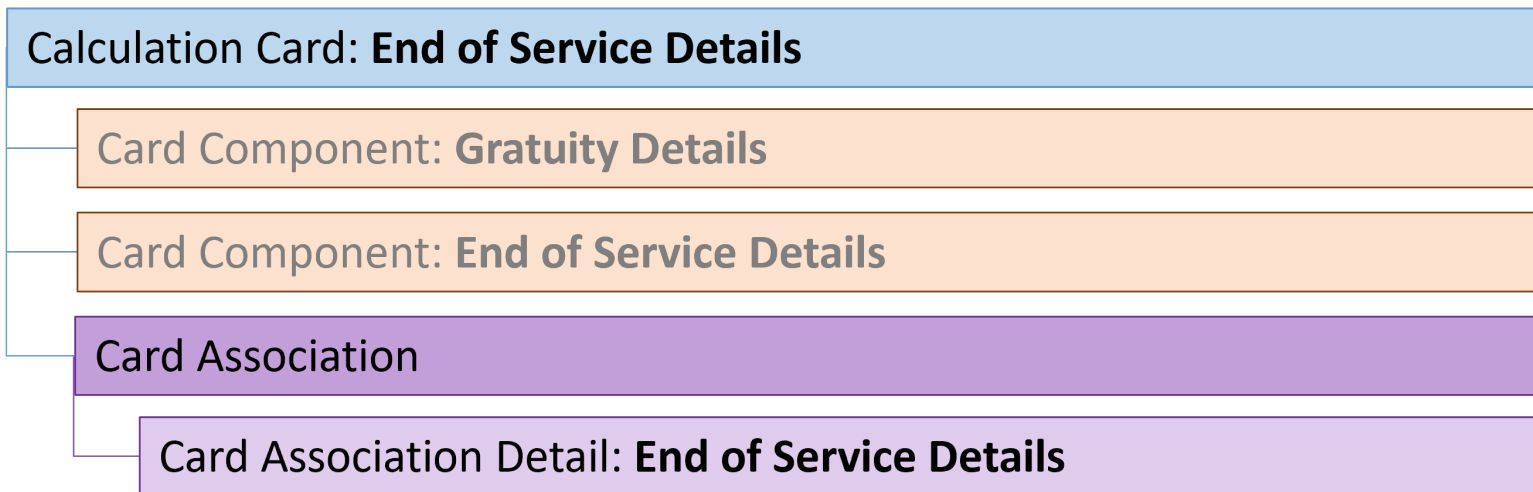 Calculation Card: End of Service Details
Card Component: Gratuity Details
Card Component: End of Service Details
Card Association
Card Association Detail: End of Service Details